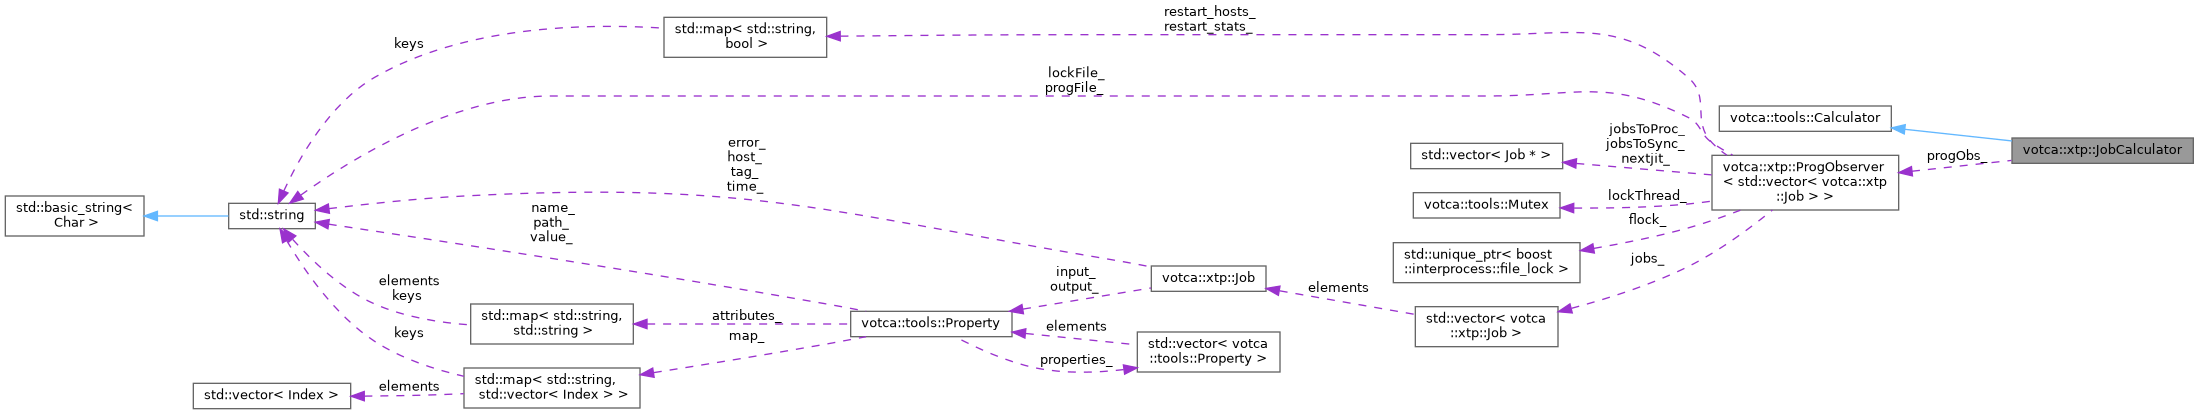 restart_hosts_
restart_stats_
std::map< std::string,
bool >
keys
lockFile_
progFile_
votca::tools::Calculator
jobsToProc_
jobsToSync_
nextjit_
std::vector< Job * >
votca::xtp::JobCalculator
progObs_
votca::xtp::ProgObserver
< std::vector< votca::xtp
::Job > >
error_
host_
tag_
time_
lockThread_
votca::tools::Mutex
std::basic_string<
Char >
std::string
name_
path_
value_
flock_
std::unique_ptr< boost
::interprocess::file_lock >
jobs_
votca::xtp::Job
input_
output_
elements
elements
keys
std::map< std::string,
std::string >
attributes_
votca::tools::Property
elements
std::vector< votca
::xtp::Job >
keys
map_
properties_
std::vector< votca
::tools::Property >
std::vector< Index >
elements
std::map< std::string,
std::vector< Index > >